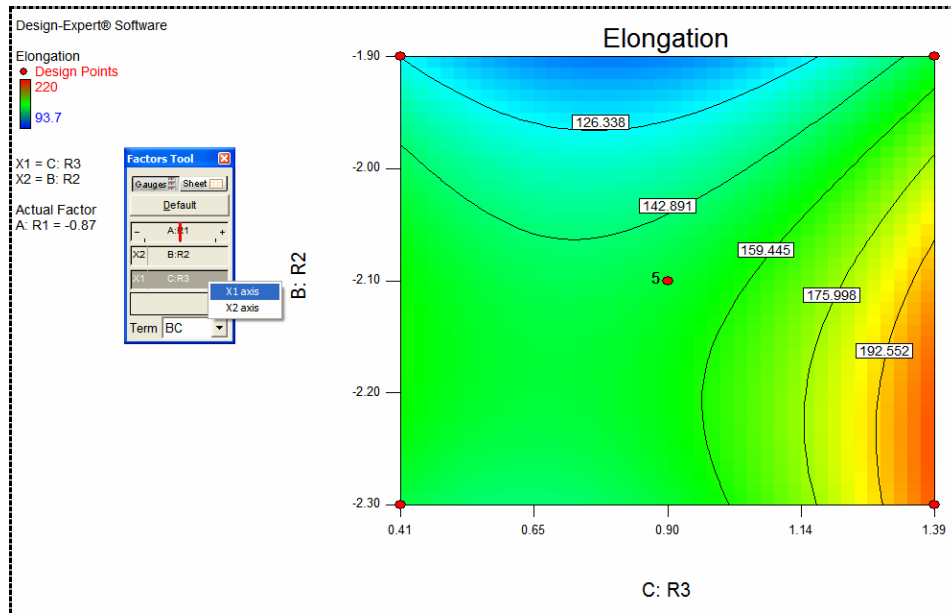 Design-Expert® Software
Elongation
Design Points
220
93.7
X1 = C: R3
X2 = B: R2
Actual Factor
A: R1 = -0.87
Factors Tool
Gauges Sheet
Default
- A:R1 +
X2 B:R2
X1 C:R3
X1 axis
X2 axis
Term BC
Elongation
B: R2
-1.90
-2.00
-2.10
-2.20
-2.30
126.338
142.891
159.445
5
175.998
192.552
0.41 0.65 0.90 1.14 1.39
C: R3